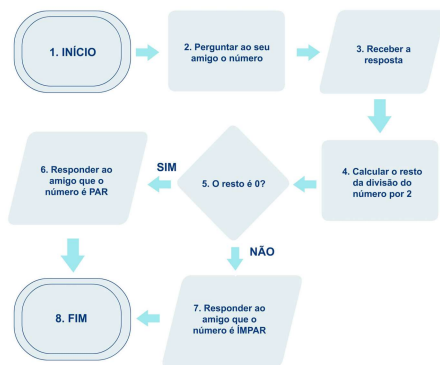 1. INÍCIO
2. Perguntar ao seu
amigo o número
3. Receber a
resposta
4. Calcular o resto
da divisão do
número por 2
5. O resto é 0?
SIM
6. Responder ao
amigo que o
número é PAR
NÃO
7. Responder ao
amigo que o
número é ÍMPAR
8. FIM